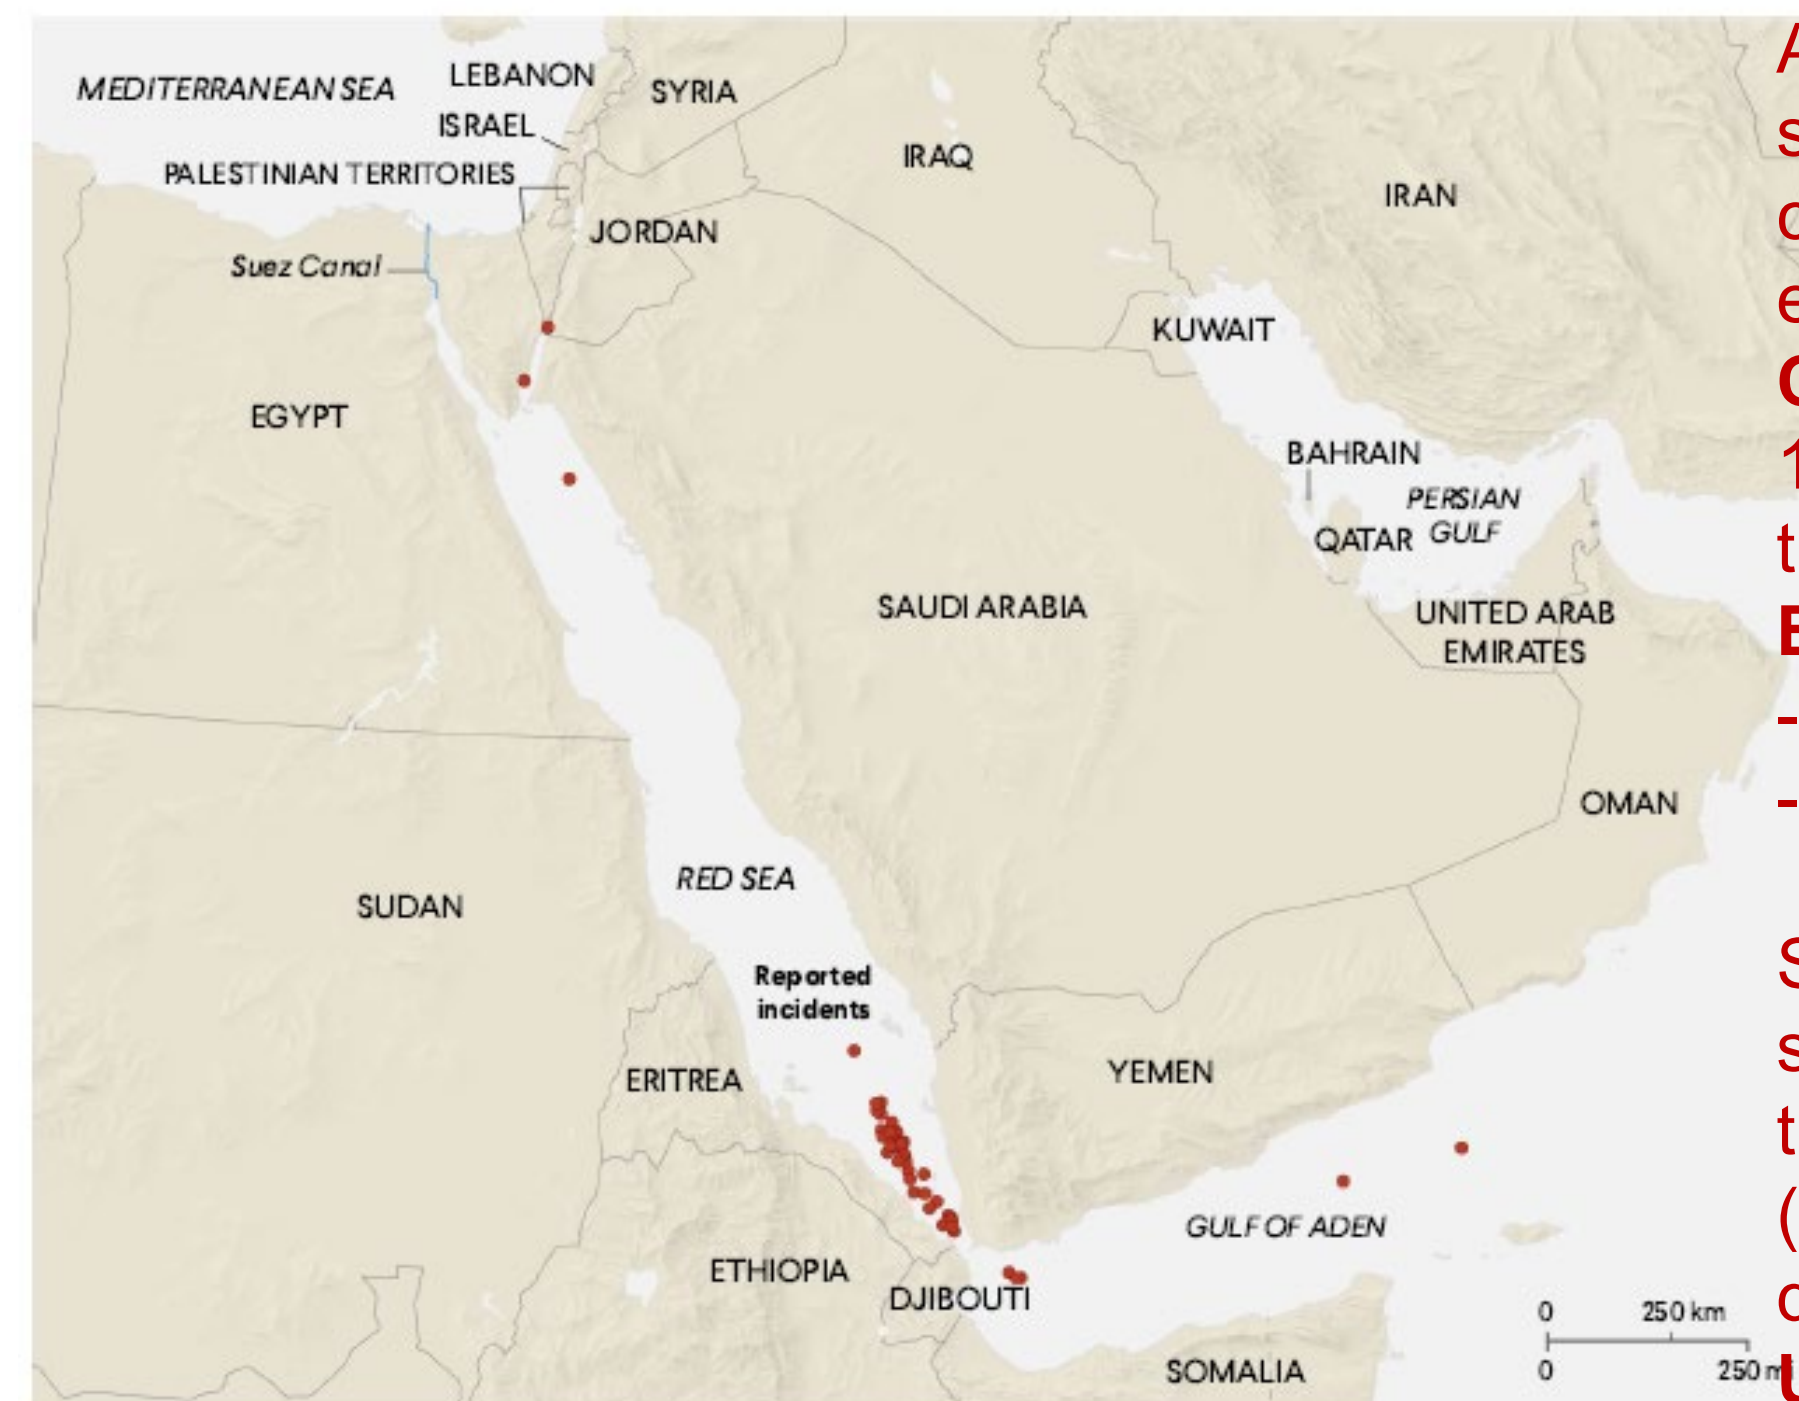 MEDITERRANEAN SEA
LEBANON
SYRIA
ISRAEL
PALESTINIAN TERRITORIES
IRAQ
IRAN
JORDAN
Suez Canal
KUWAIT
EGYPT
BAHRAIN
PERSIAN
GULF
QATAR
SAUDI ARABIA
UNITED ARAB
EMIRATES
OMAN
RED SEA
SUDAN
Reported
incidents
ERITREA
YEMEN
GULF OF ADEN
ETHIOPIA
DJIBOUTI
0 250 km
0 250 mi
SOMALIA